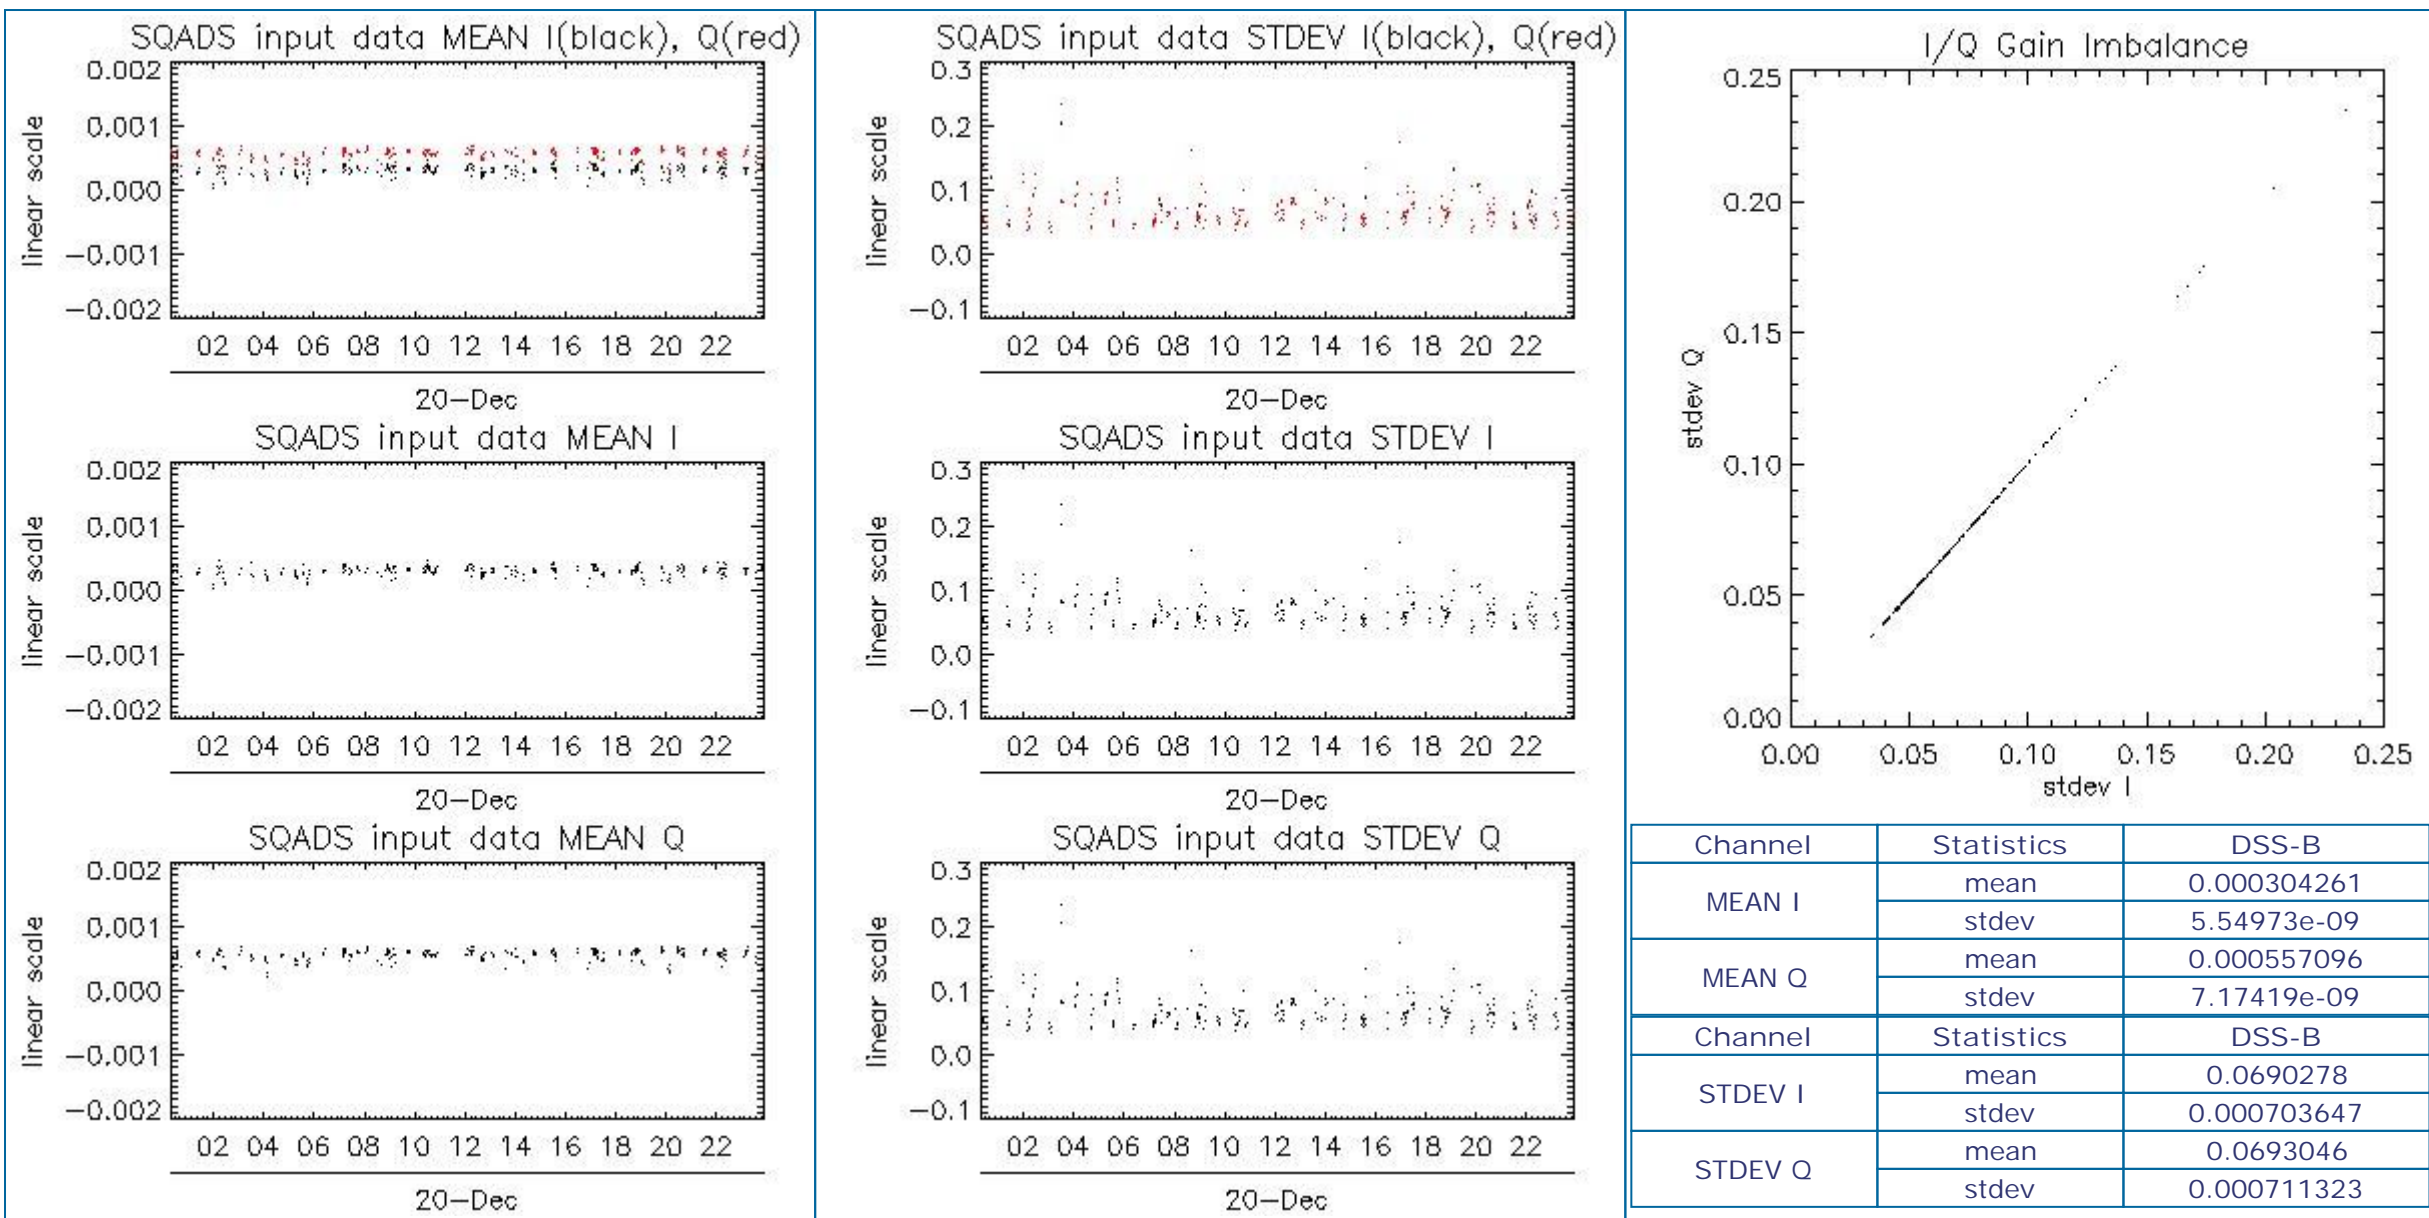 SQADS input data MEAN I(black), Q(red)
0.002
0.001
0.000
−0.001
−0.002
linear scale
02 04 06 08 10 12 14 16 18 20 22
20−Dec
SQADS input data MEAN I
0.002
0.001
0.000
−0.001
−0.002
linear scale
02 04 06 08 10 12 14 16 18 20 22
20−Dec
SQADS input data MEAN Q
0.002
0.001
0.000
−0.001
−0.002
linear scale
02 04 06 08 10 12 14 16 18 20 22
20−Dec
SQADS input data STDEV I(black), Q(red)
0.3
0.2
0.1
0.0
−0.1
linear scale
02 04 06 08 10 12 14 16 18 20 22
20−Dec
SQADS input data STDEV I
0.3
0.2
0.1
0.0
−0.1
linear scale
02 04 06 08 10 12 14 16 18 20 22
20−Dec
SQADS input data STDEV Q
0.3
0.2
0.1
0.0
−0.1
linear scale
02 04 06 08 10 12 14 16 18 20 22
20−Dec
I/Q Gain Imbalance
0.25
0.20
0.15
0.10
0.05
0.00
stdev Q
0.00 0.05 0.10 0.15 0.20 0.25
stdev I
Channel Statistics DSS-B
MEAN I mean 0.000304261
stdev 5.54973e-09
MEAN Q mean 0.000557096
stdev 7.17419e-09
Channel Statistics DSS-B
STDEV I mean 0.0690278
stdev 0.000703647
STDEV Q mean 0.0693046
stdev 0.000711323